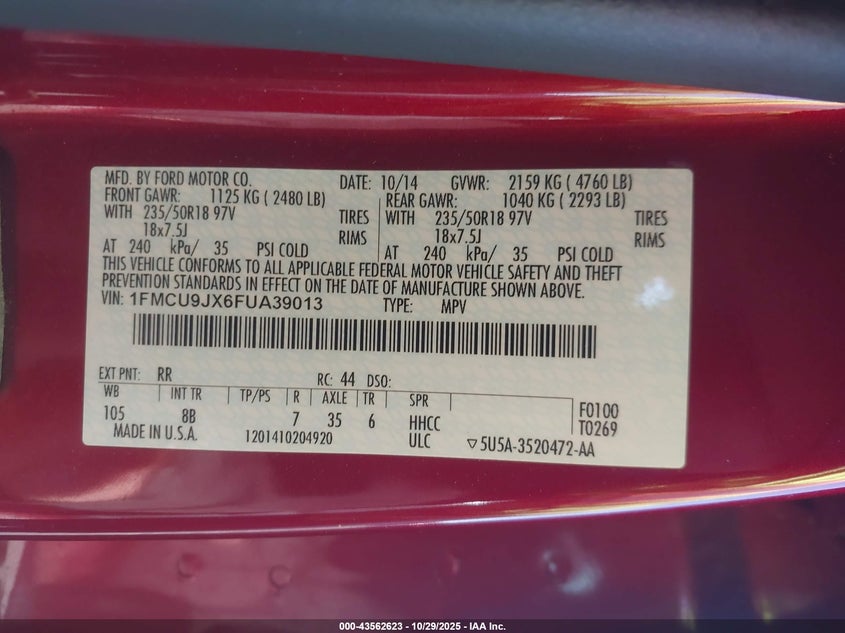 MFD. BY FORD MOTOR CO. DATE: 10/14 GVWR: 2159 KG ( 4760 LB)
FRONT GAWR: 1125 KG ( 2480 LB) REAR GAWR: 1040 KG ( 2293 LB)
WITH 235/50R18 97V TIRES WITH 235/50R18 97V TIRES
18x7.5J RIMS 18x7.5J RIMS
AT 240 kPa/ 35 PSI COLD AT 240 kPa/ 35 PSI COLD
THIS VEHICLE CONFORMS TO ALL APPLICABLE FEDERAL MOTOR VEHICLE SAFETY AND THEFT
PREVENTION STANDARDS IN EFFECT ON THE DATE OF MANUFACTURE SHOWN ABOVE.
VIN: 1FMCU9JX6FUA39013 TYPE: MPV
EXT PNT: RR RC: 44 DSO:
WB INT TR TP/PS R AXLE TR SPR
105 8B 7 35 6 HHCC F0100
MADE IN U.S.A. 1201410204920 ULC T0269
▽5U5A-3520472-AA
000-43562623 - 10/29/2025 - IAA Inc.